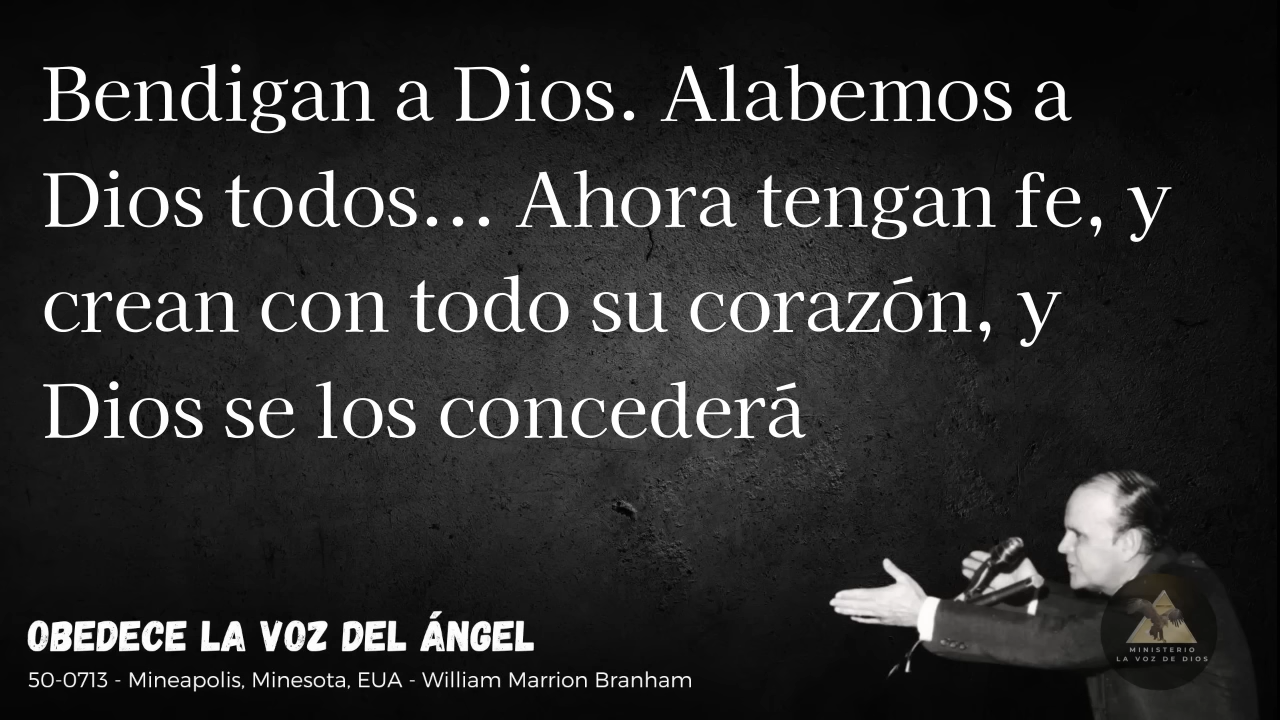 Bendigan a Dios. Alabemos a
Dios todos... Ahora tengan fe, y
crean con todo su corazón, y
Dios se los concederá
OBEDECE LA VOZ DEL ÁNGEL
50-0713 - Mineapolis, Minesota, EUA - William Marrion Branham
MINISTERIO
LA VOZ DE DIOS